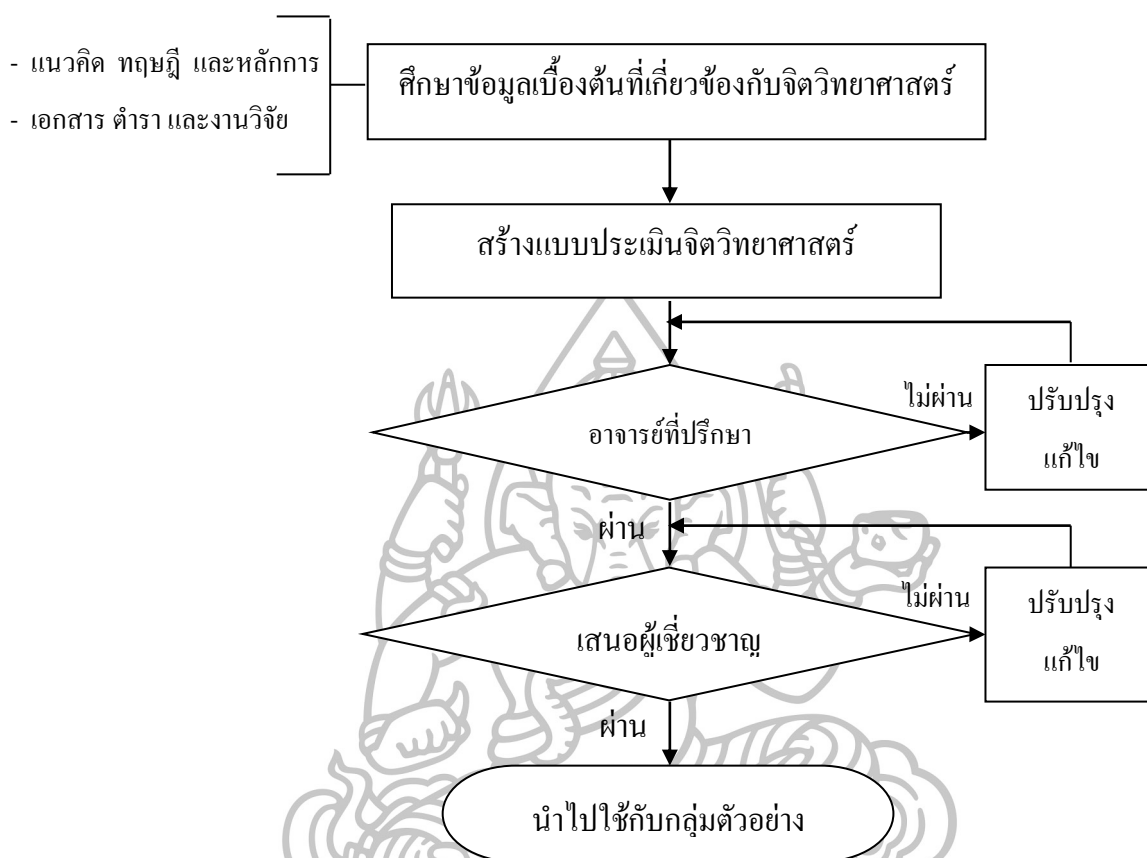 - แนวคิด ทฤษฎี และหลักการ
- เอกสาร ตำรา และงานวิจัย
ศึกษาข้อมูลเบื้องต้นที่เกี่ยวข้องกับจิตวิทยาศาสตร์
สร้างแบบประเมินจิตวิทยาศาสตร์
อาจารย์ที่ปรึกษา
ไม่ผ่าน
ปรับปรุง
แก้ไข
ผ่าน
เสนอผู้เชี่ยวชาญ
ไม่ผ่าน
ปรับปรุง
แก้ไข
ผ่าน
นำไปใช้กับกลุ่มตัวอย่าง